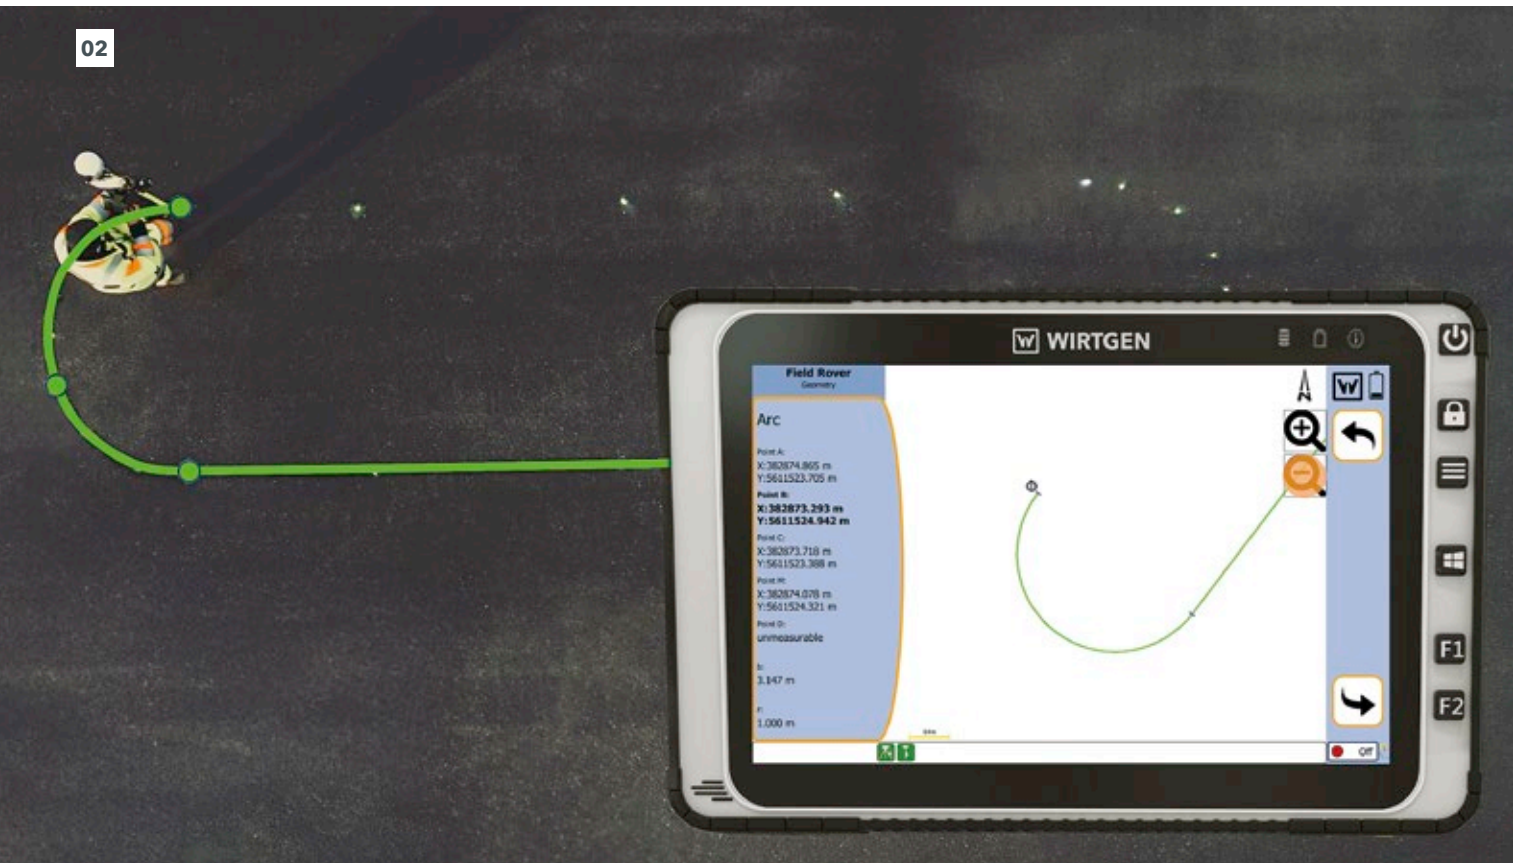 02
WIRTGEN
Field Rover
Geometry
Arc
Point A:
X:382874.865 m
Y:5611523.705 m
Point B:
X:382873.293 m
Y:5611524.942 m
Point C:
X:382873.718 m
Y:5611523.388 m
Point M:
X:382874.078 m
Y:5611524.321 m
Point D:
unmeasurable
b:
3.147 m
r:
1.000 m
Off
F1
F2